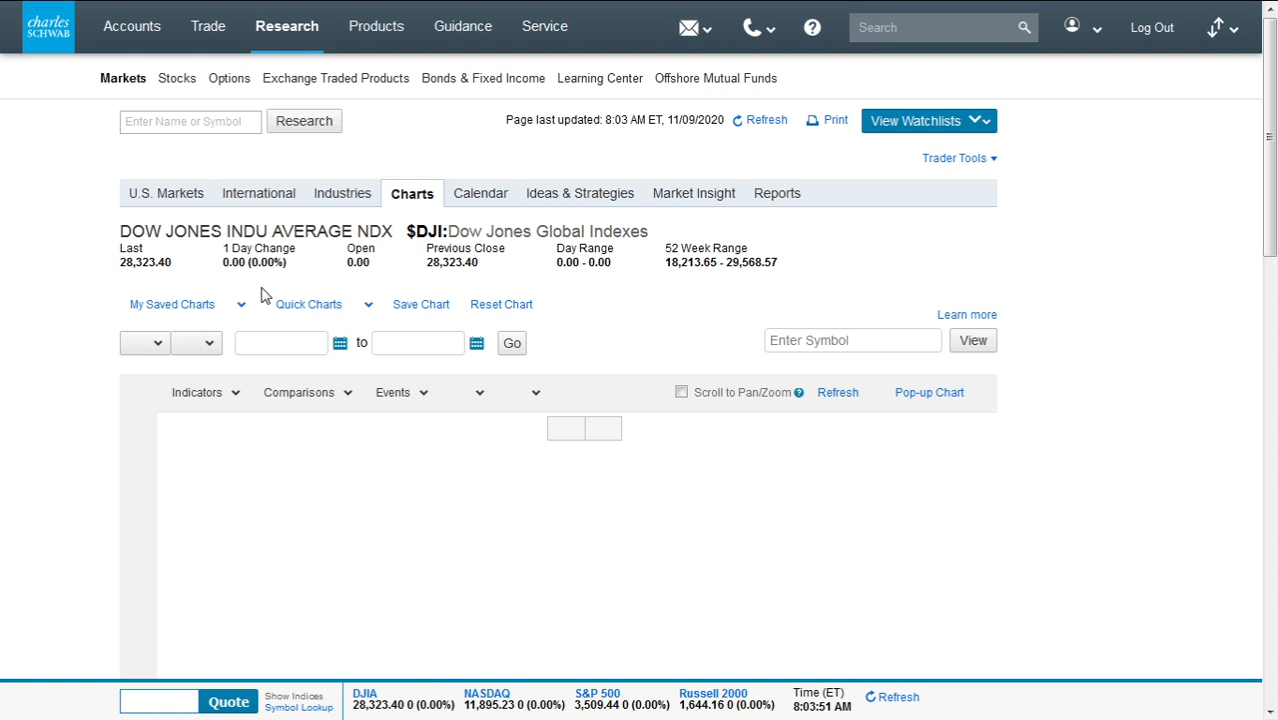 charles SCHWAB
Accounts Trade Research Products Guidance Service Search Log Out
Markets Stocks Options Exchange Traded Products Bonds & Fixed Income Learning Center Offshore Mutual Funds
Enter Name or Symbol Research Page last updated: 8:03 AM ET, 11/09/2020 Refresh Print View Watchlists
Trader Tools
U.S. Markets International Industries Charts Calendar Ideas & Strategies Market Insight Reports
DOW JONES INDU AVERAGE NDX $DJI:Dow Jones Global Indexes
Last 1 Day Change Open Previous Close Day Range 52 Week Range
28,323.40 0.00 (0.00%) 0.00 28,323.40 0.00 - 0.00 18,213.65 - 29,568.57
My Saved Charts Quick Charts Save Chart Reset Chart
Learn more
to Go Enter Symbol View
Indicators Comparisons Events Scroll to Pan/Zoom ? Refresh Pop-up Chart
Quote Show Indices
Symbol Lookup
DJIA NASDAQ S&P 500 Russell 2000 Time (ET) Refresh
28,323.40 0 (0.00%) 11,895.23 0 (0.00%) 3,509.44 0 (0.00%) 1,644.16 0 (0.00%) 8:03:51 AM